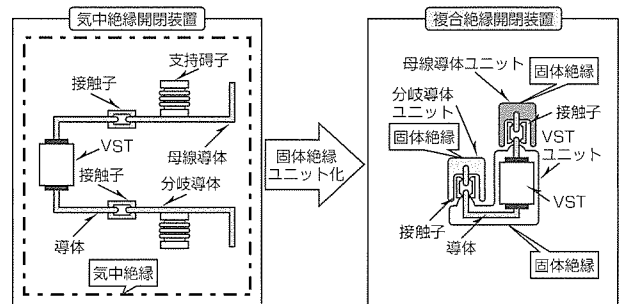 気中絶縁開閉装置
支持碍子
接触子
VST
母線導体
接触子
分岐導体
導体
気中絶縁
固体絶縁
ユニット化
複合絶縁開閉装置
母線導体ユニット
固体絶縁
分岐導体
ユニット
接触子
固体絶縁
VST
ユニット
VST
接触子
導体
固体絶縁